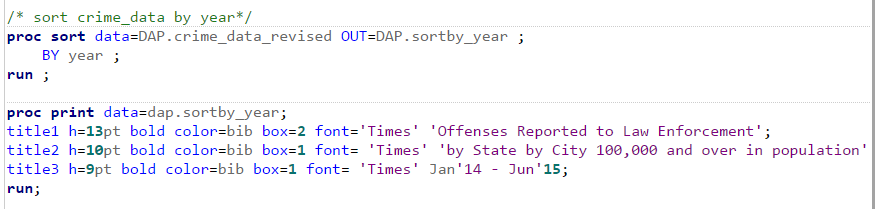 /* sort crime_data by year*/
proc sort data=DAP.crime_data_revised OUT=DAP.sortby_year ;
BY year ;
run ;
proc print data=dap.sortby_year;
title1 h=13pt bold color=bib box=2 font='Times' 'Offenses Reported to Law Enforcement';
title2 h=10pt bold color=bib box=1 font= 'Times' 'by State by City 100,000 and over in population'
title3 h=9pt bold color=bib box=1 font= 'Times' Jan'14 - Jun'15;
run;